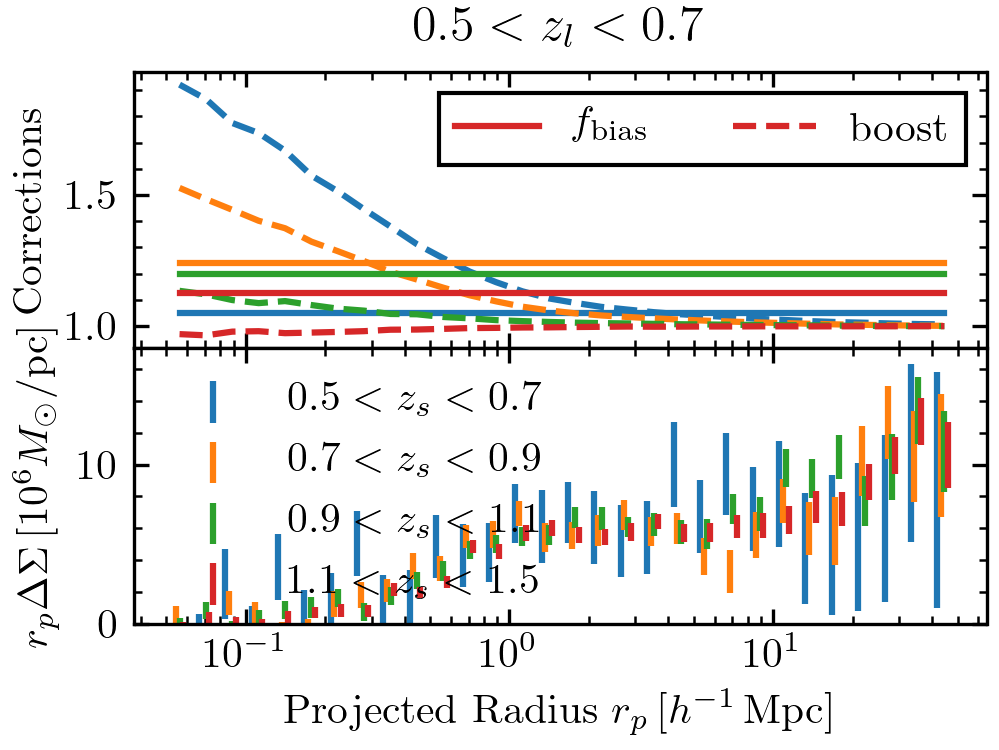 0.5 < z_l < 0.7
f_bias boost
Corrections
1.5
1.0
r_p ΔΣ [10^6 M_⊙/pc]
10
0
0.5 < z_s < 0.7
0.7 < z_s < 0.9
0.9 < z_s < 1.1
1.1 < z_s < 1.5
10^−1 10^0 10^1
Projected Radius r_p [h^−1 Mpc]